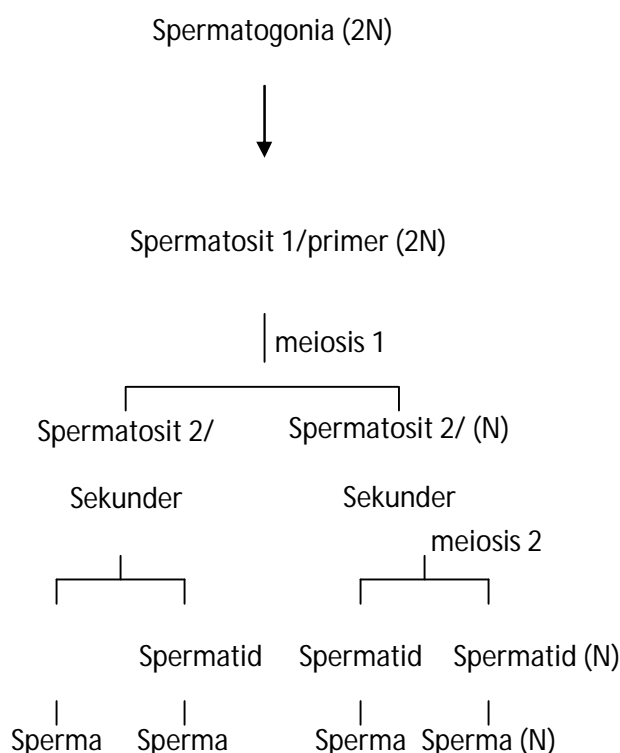 Spermatogonia (2N)
Spermatosit 1/primer (2N)
meiosis 1
Spermatosit 2/ Spermatosit 2/ (N)
Sekunder Sekunder
meiosis 2
Spermatid Spermatid Spermatid (N)
Sperma Sperma Sperma Sperma (N)